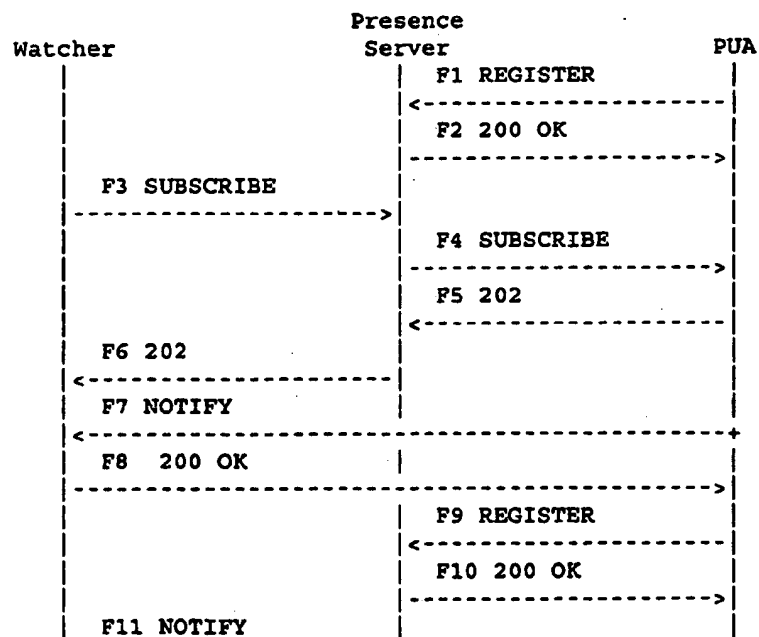 Presence
Watcher Server PUA
F1 REGISTER
F2 200 OK
F3 SUBSCRIBE
F4 SUBSCRIBE
F5 202
F6 202
F7 NOTIFY
F8 200 OK
F9 REGISTER
F10 200 OK
F11 NOTIFY